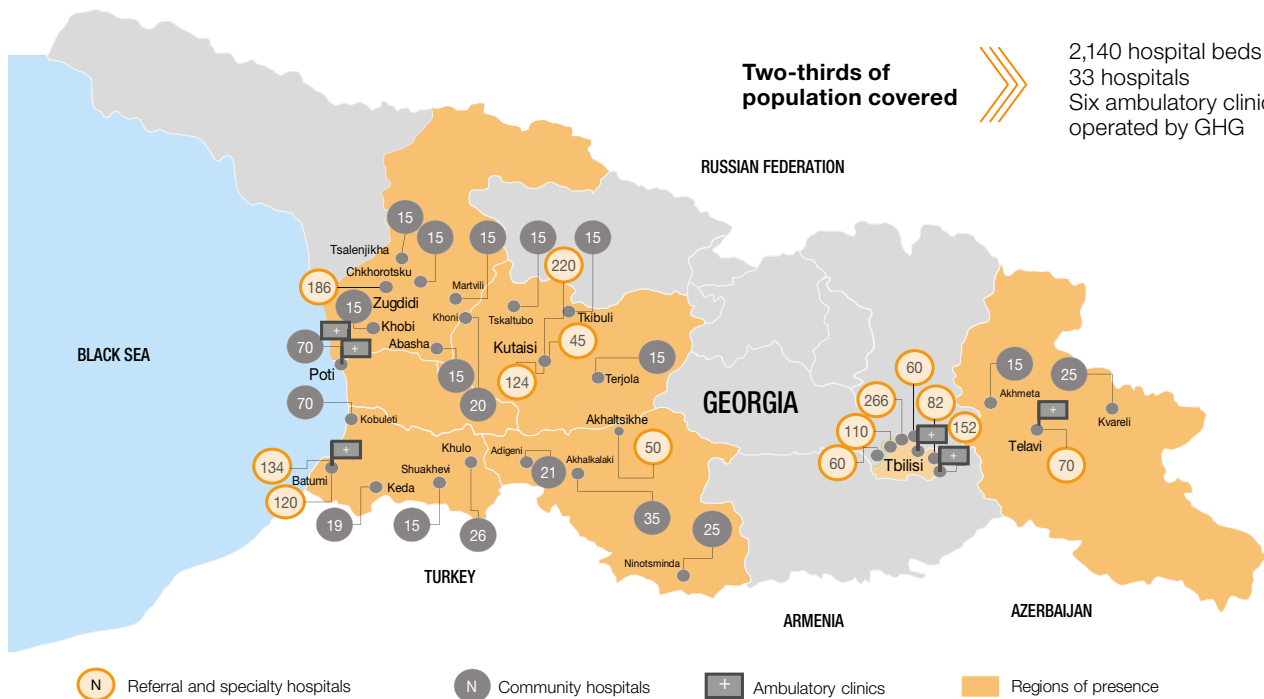 Two-thirds of
population covered
2,140 hospital beds
33 hospitals
Six ambulatory clinic
operated by GHG
RUSSIAN FEDERATION
BLACK SEA
GEORGIA
TURKEY
ARMENIA
AZERBAIJAN
15
Tsalenjikha
15
Chkhorotsku
186
Zugdidi
15
Khobi
15
Martvili
Khoni
20
Abasha
15
+
+
70
Poti
15
Tskaltubo
220
15
Tkibuli
Kutaisi
45
124
15
Terjola
70
Kobuleti
+
134
Batumi
120
19
Keda
Shuakhevi
15
Khulo
26
Adigeni
21
Akhaltsikhe
50
Akhalkalaki
35
25
Ninotsminda
60
266
82
110
152
60
+
+
Tbilisi
15
Akhmeta
25
Kvareli
+
Telavi
70
N Referral and specialty hospitals
N Community hospitals
+ Ambulatory clinics
Regions of presence